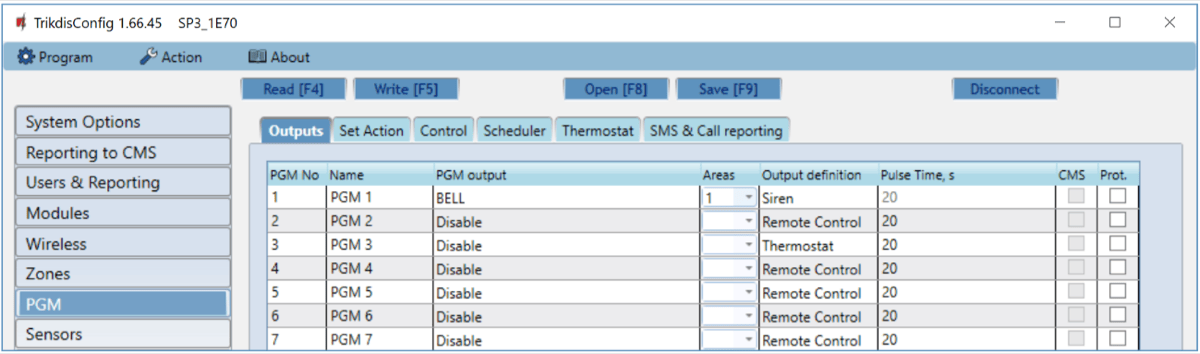 TrikdisConfig 1.66.45 SP3_1E70
Program Action About
Read [F4] Write [F5] Open [F8] Save [F9] Disconnect
System Options
Reporting to CMS
Users & Reporting
Modules
Wireless
Zones
PGM
Sensors
Outputs Set Action Control Scheduler Thermostat SMS & Call reporting
PGM No Name PGM output Areas Output definition Pulse Time, s CMS Prot.
1 PGM 1 BELL 1 Siren 20
2 PGM 2 Disable Remote Control 20
3 PGM 3 Disable Thermostat 20
4 PGM 4 Disable Remote Control 20
5 PGM 5 Disable Remote Control 20
6 PGM 6 Disable Remote Control 20
7 PGM 7 Disable Remote Control 20